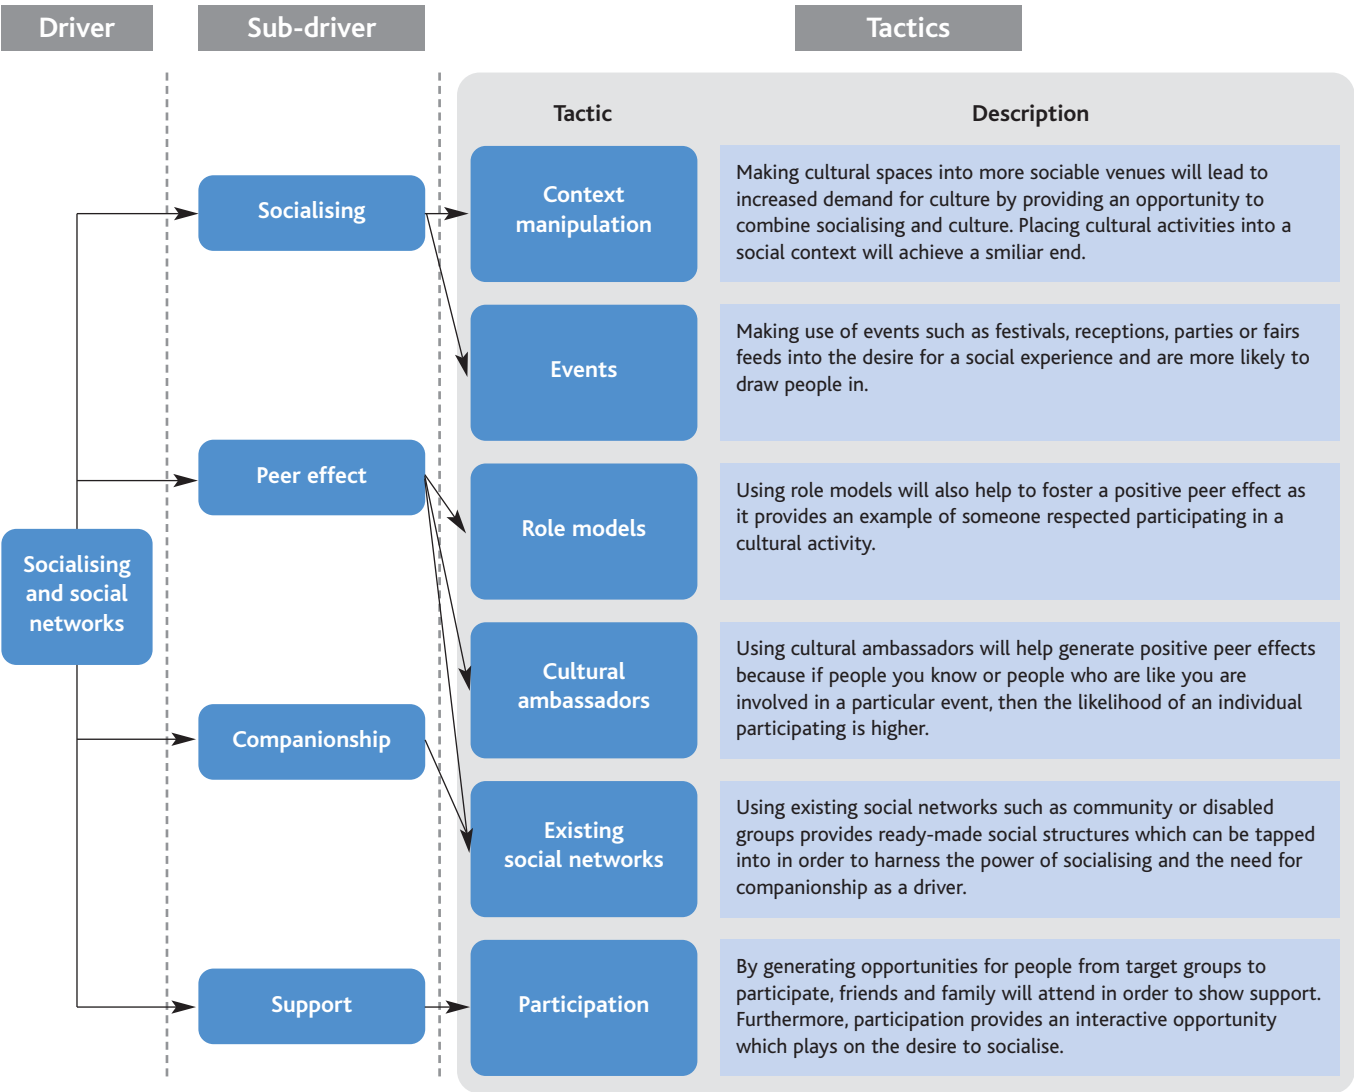 Driver
Sub-driver
Tactics
Tactic
Description
Socialising
and social
networks
Socialising
Context
manipulation
Making cultural spaces into more sociable venues will lead to
increased demand for culture by providing an opportunity to
combine socialising and culture. Placing cultural activities into a
social context will achieve a smiliar end.
Events
Making use of events such as festivals, receptions, parties or fairs
feeds into the desire for a social experience and are more likely to
draw people in.
Peer effect
Role models
Using role models will also help to foster a positive peer effect as
it provides an example of someone respected participating in a
cultural activity.
Cultural
ambassadors
Using cultural ambassadors will help generate positive peer effects
because if people you know or people who are like you are
involved in a particular event, then the likelihood of an individual
participating is higher.
Companionship
Existing
social networks
Using existing social networks such as community or disabled
groups provides ready-made social structures which can be tapped
into in order to harness the power of socialising and the need for
companionship as a driver.
Support
Participation
By generating opportunities for people from target groups to
participate, friends and family will attend in order to show support.
Furthermore, participation provides an interactive opportunity
which plays on the desire to socialise.